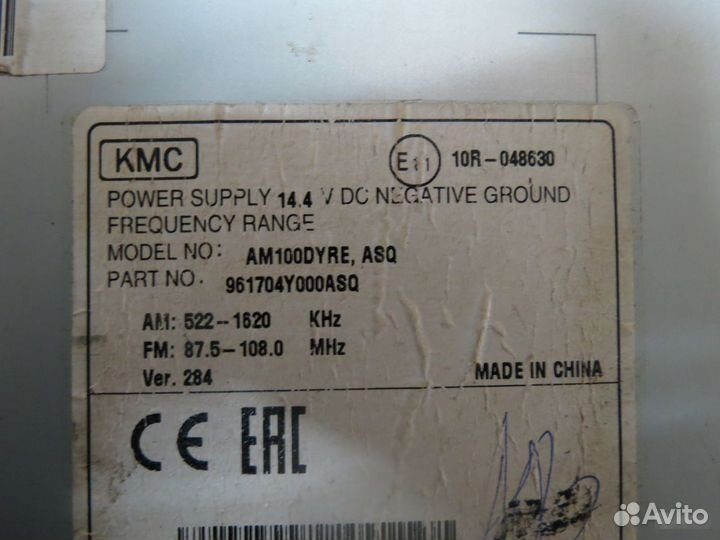 KMC
E11 10R-048630
POWER SUPPLY 14.4 V DC NEGATIVE GROUND
FREQUENCY RANGE
MODEL NO: AM100DYRE, ASQ
PART NO. 961704Y000ASQ
AM: 522-1620 KHz
FM: 87.5-108.0 MHz
Ver. 284 MADE IN CHINA
CE EAC
Avito